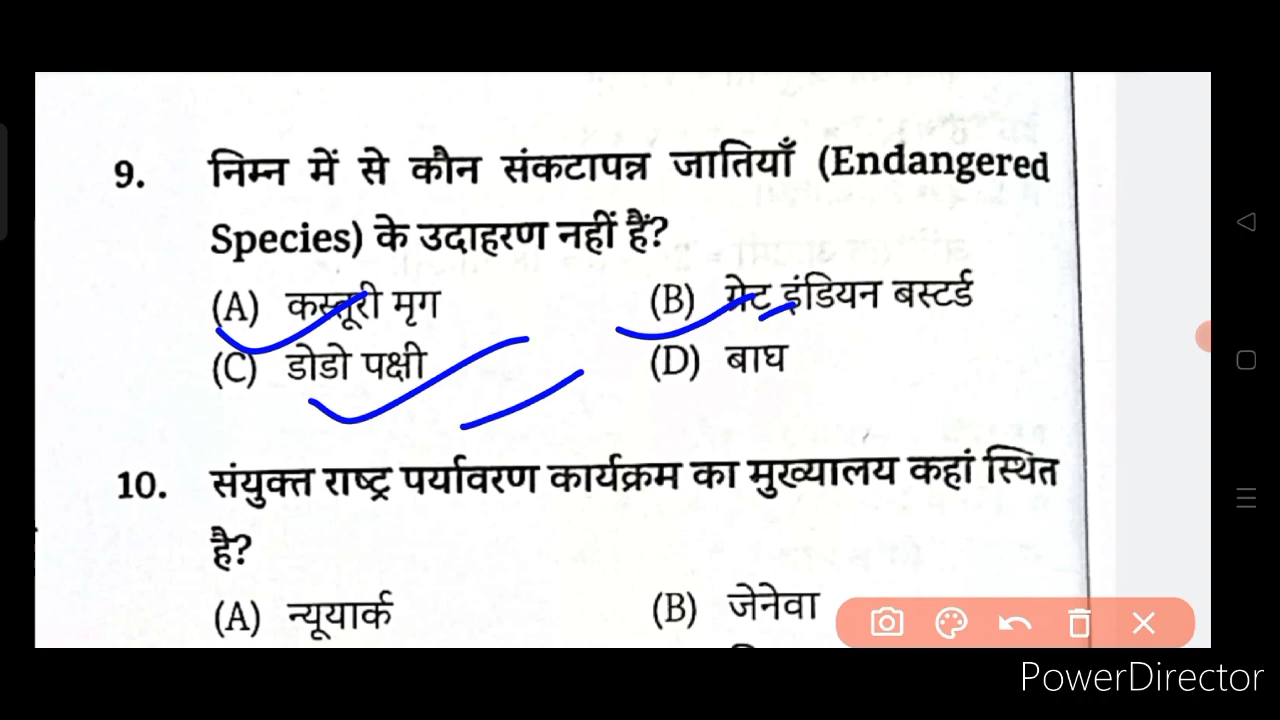 9. निम्न में से कौन संकटापन्न जातियाँ (Endangered
Species) के उदाहरण नहीं हैं?
(A) कस्तूरी मृग (B) ग्रेट इंडियन बस्टर्ड
(C) डोडो पक्षी (D) बाघ
10. संयुक्त राष्ट्र पर्यावरण कार्यक्रम का मुख्यालय कहां स्थित
है?
(A) न्यूयार्क (B) जेनेवा
PowerDirector